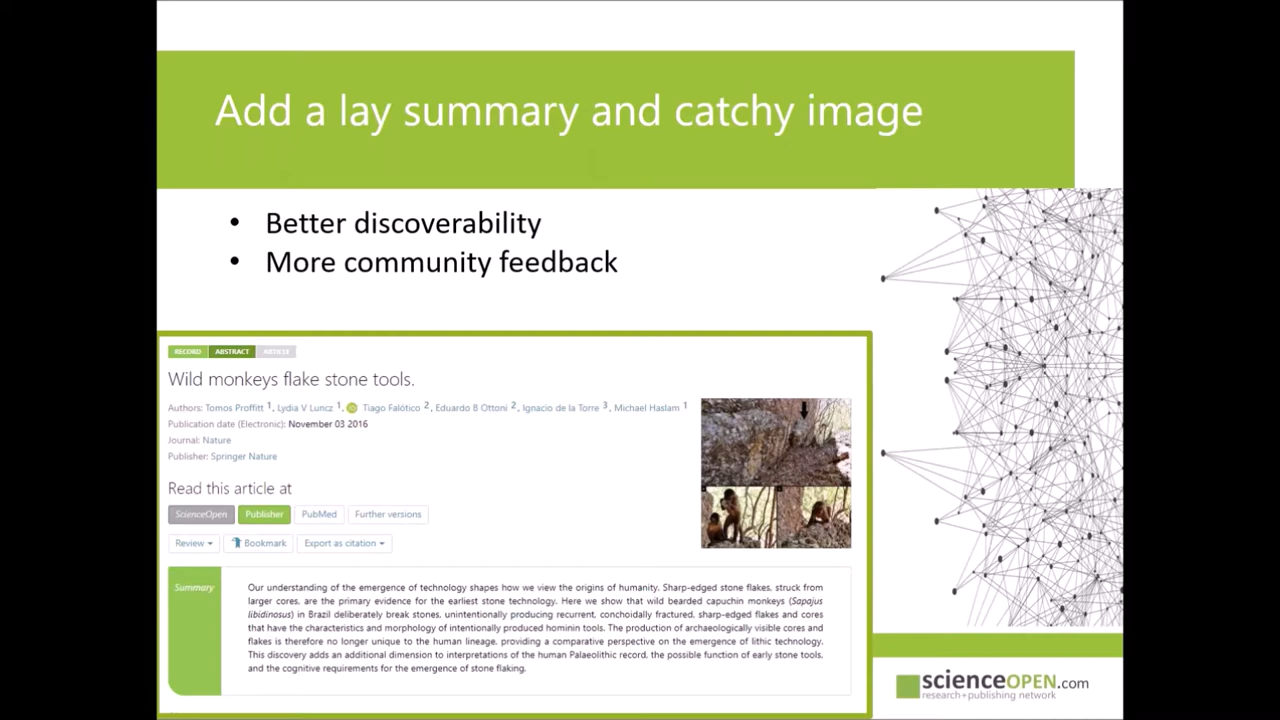 Add a lay summary and catchy image
• Better discoverability
• More community feedback
RECORD ABSTRACT ARTICLE
Wild monkeys flake stone tools.
Authors: Tomos Proffitt 1, Lydia V Luncz 1, Tiago Falótico 2, Eduardo B Ottoni 2, Ignacio de la Torre 3, Michael Haslam 1
Publication date (Electronic): November 03 2016
Journal: Nature
Publisher: Springer Nature
Read this article at
ScienceOpen Publisher PubMed Further versions
Review Bookmark Export as citation
Summary
Our understanding of the emergence of technology shapes how we view the origins of humanity. Sharp-edged stone flakes, struck from
larger cores, are the primary evidence for the earliest stone technology. Here we show that wild bearded capuchin monkeys (Sapajus
libidinosus) in Brazil deliberately break stones, unintentionally producing recurrent, conchoidally fractured, sharp-edged flakes and cores
that have the characteristics and morphology of intentionally produced hominin tools. The production of archaeologically visible cores and
flakes is therefore no longer unique to the human lineage, providing a comparative perspective on the emergence of lithic technology.
This discovery adds an additional dimension to interpretations of the human Palaeolithic record, the possible function of early stone tools,
and the cognitive requirements for the emergence of stone flaking.
scienceOPEN.com
research+publishing network